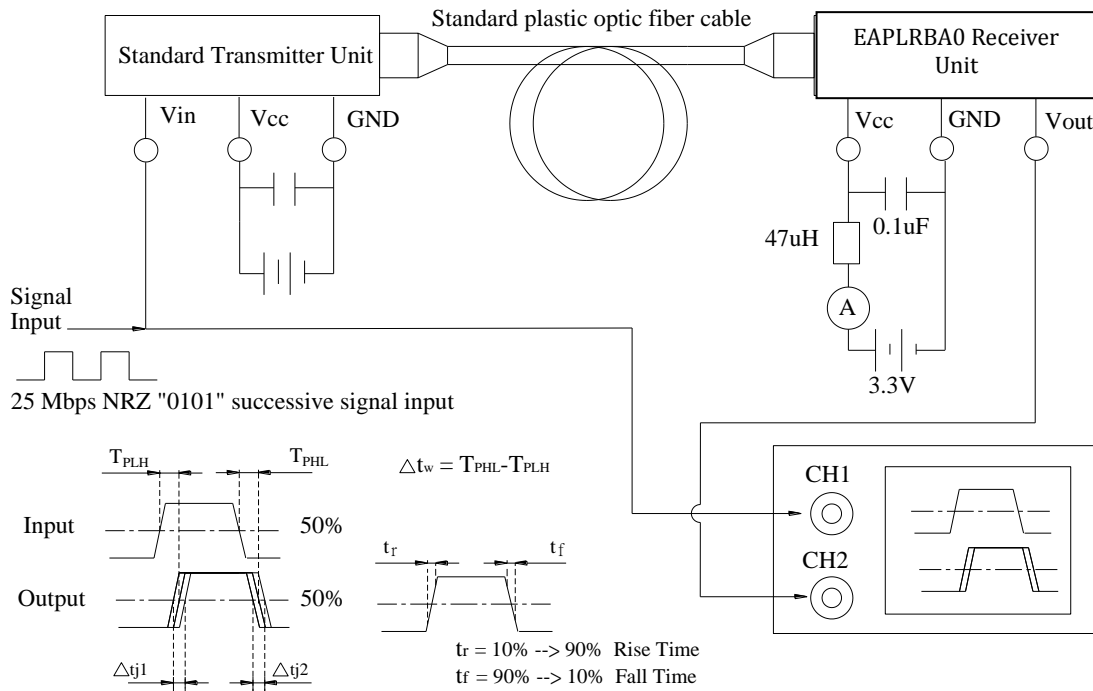 Standard plastic optic fiber cable
Standard Transmitter Unit
EAPLRBA0 Receiver
Unit
Vin
Vcc
GND
Vcc
GND
Vout
0.1uF
47uH
A
3.3V
Signal
Input
25 Mbps NRZ "0101" successive signal input
TPLH
TPHL
△tw = TPHL-TPLH
Input
50%
Output
50%
△tj1
△tj2
tr
tf
tr = 10% --> 90% Rise Time
tf = 90% --> 10% Fall Time
CH1
CH2